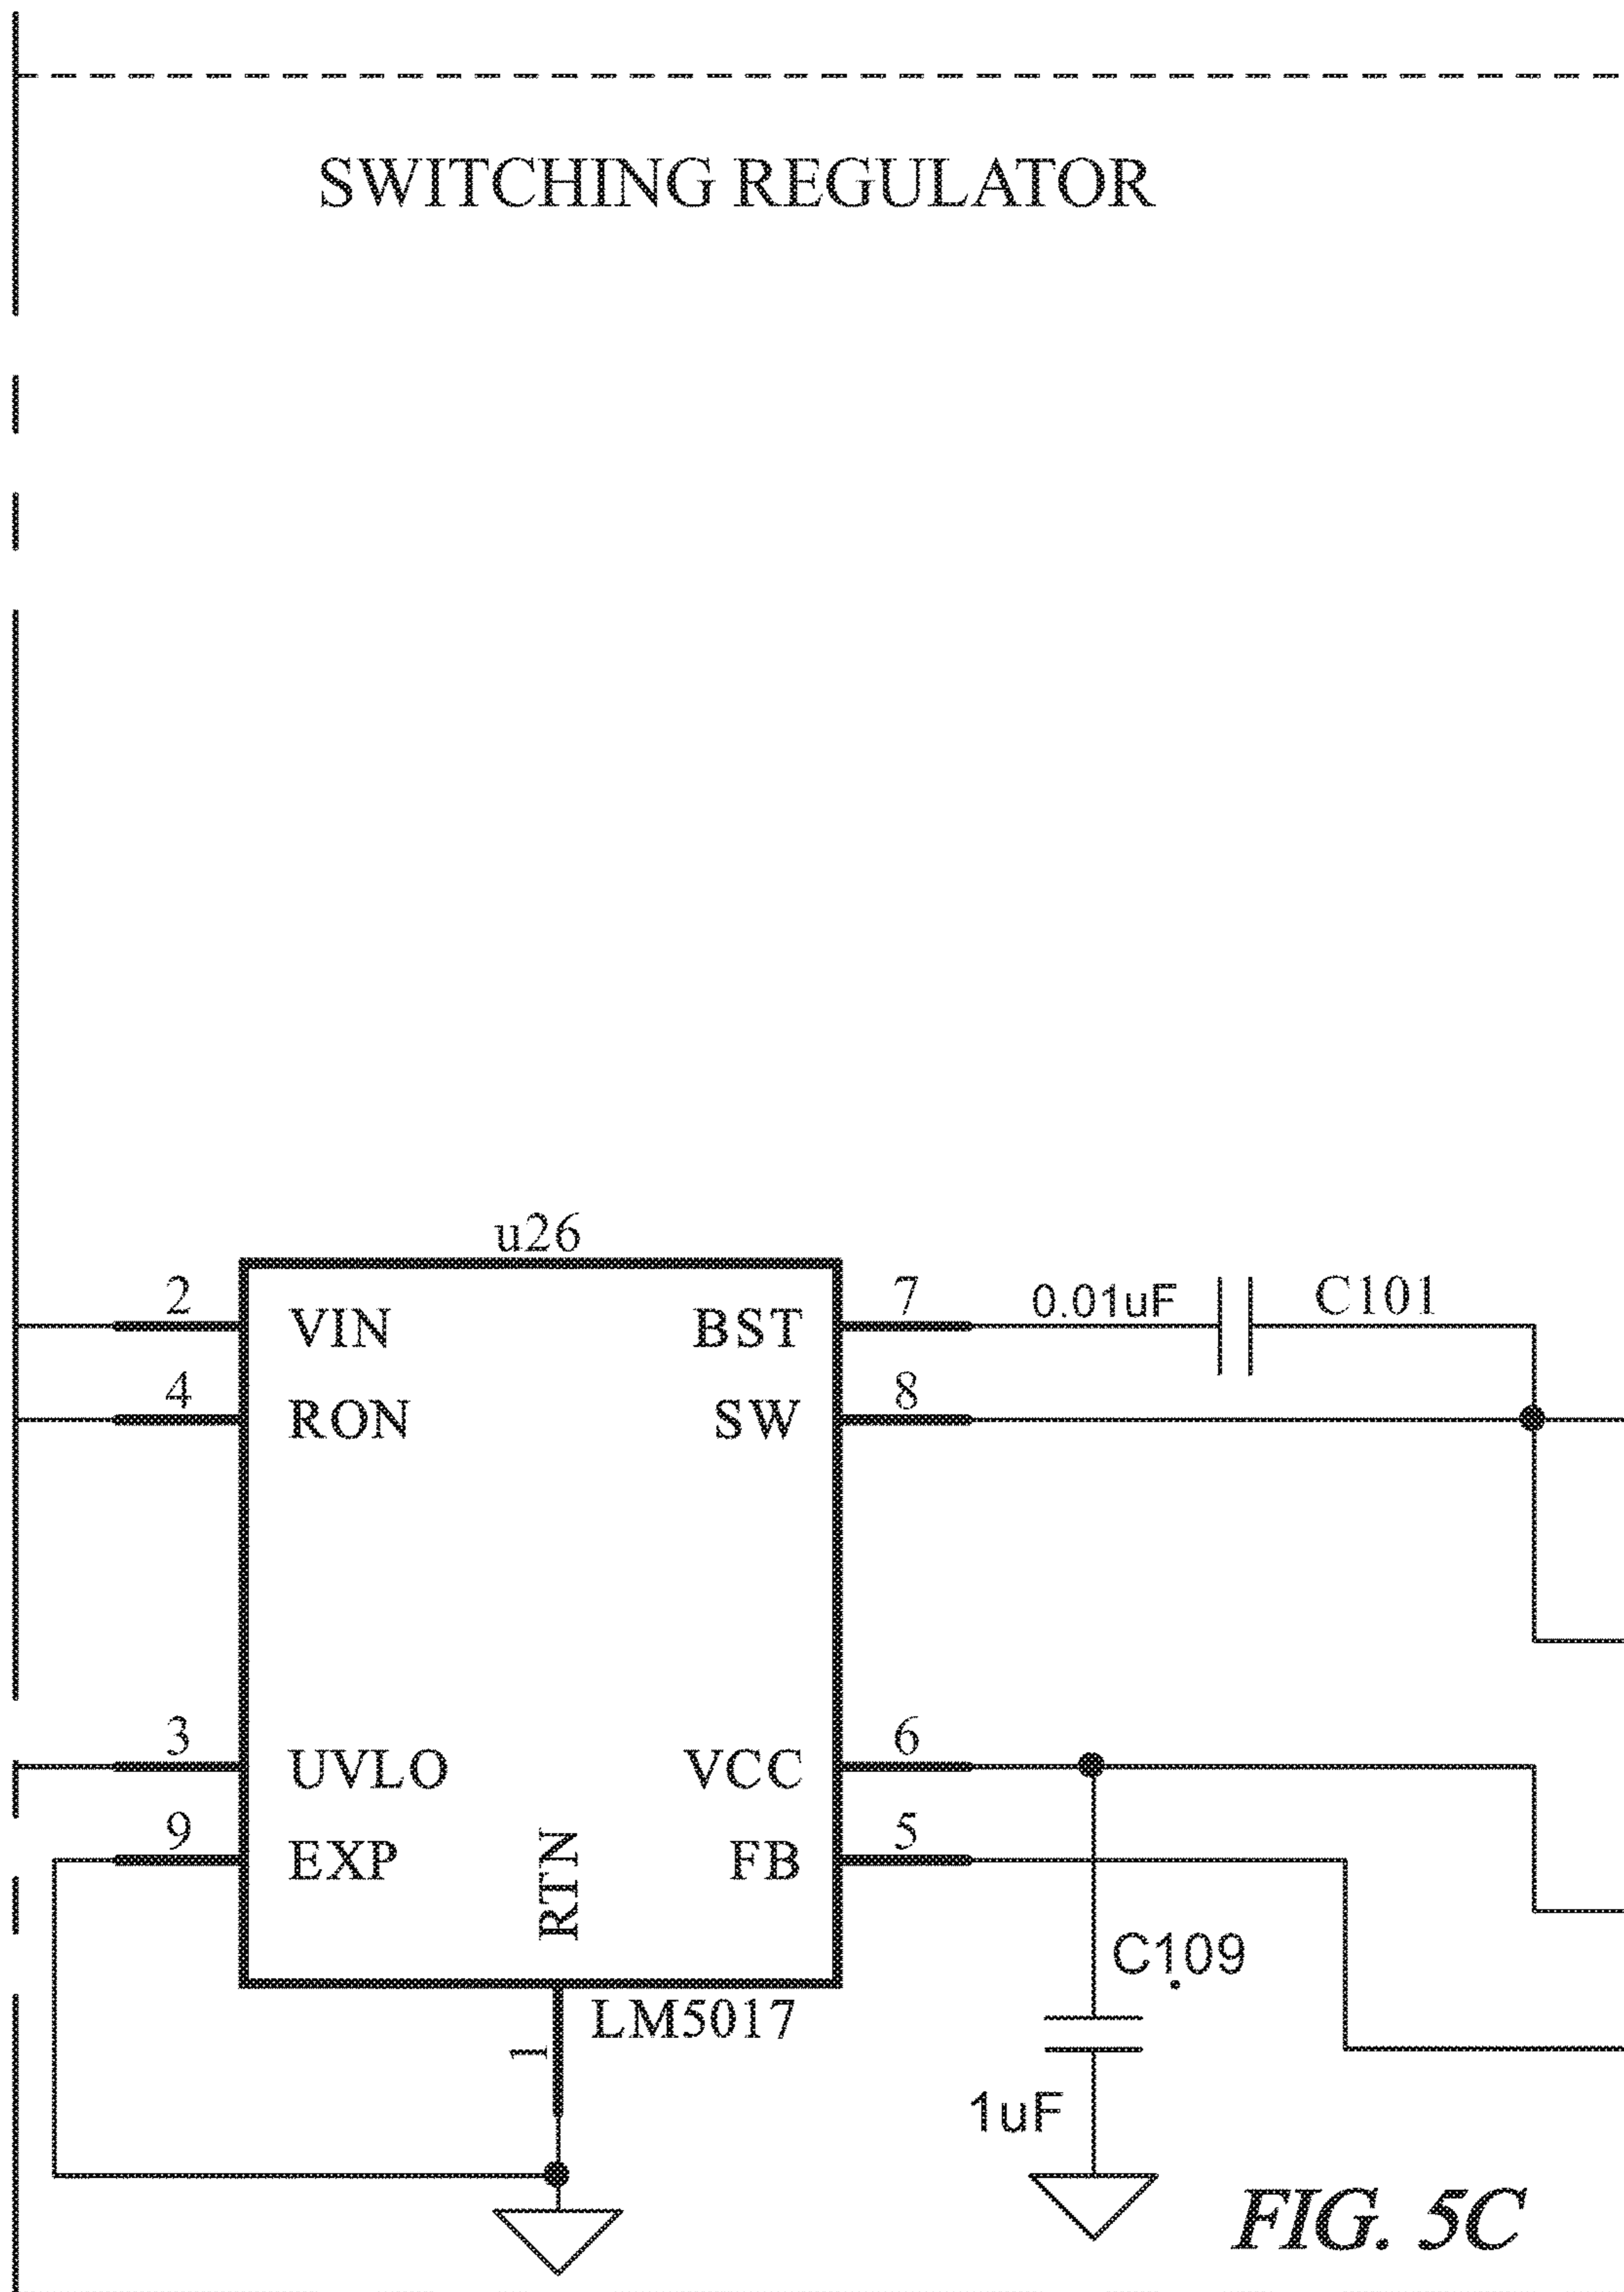 SWITCHING REGULATOR
u26
2
VIN
BST
7
0.01uF
C101
4
RON
SW
8
3
UVLO
VCC
6
9
EXP
RTN
FB
5
C109
LM5017
1
1uF
FIG. 5C